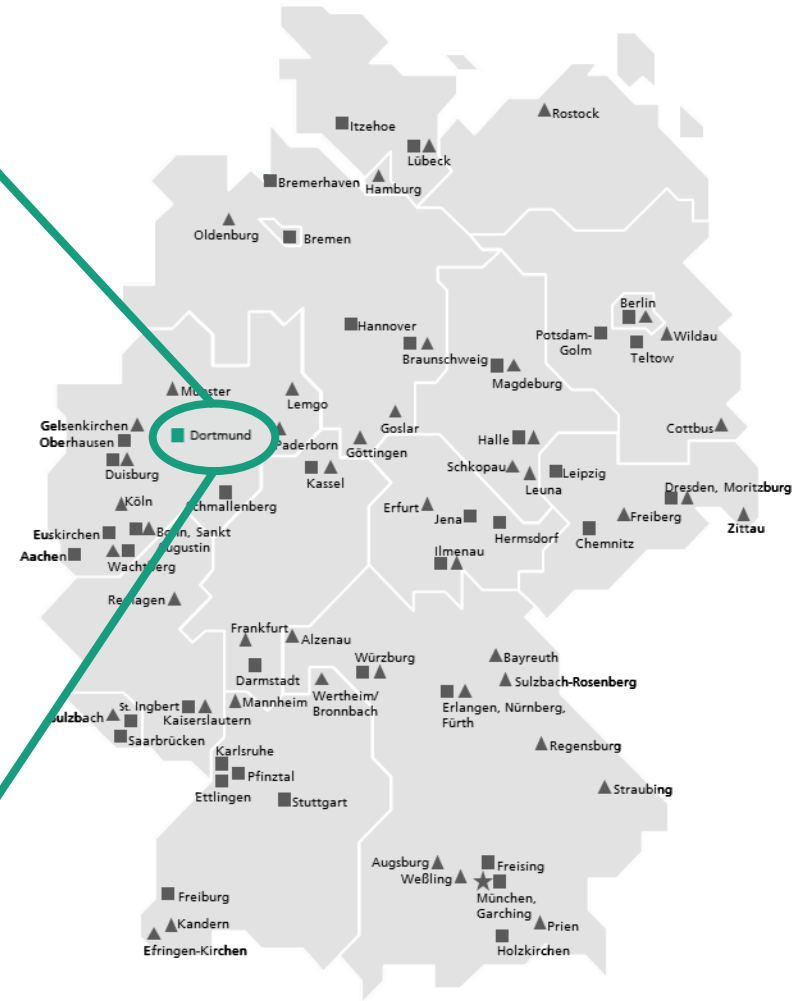 Rostock
Itzehoe
Lübeck
Bremerhaven
Hamburg
Oldenburg
Bremen
Berlin
Hannover
Potsdam-
Golm
Wildau
Teltow
Braunschweig
Magdeburg
Münster
Lemgo
Goslar
Gelsenkirchen
Oberhausen
Dortmund
Paderborn
Göttingen
Halle
Cottbus
Duisburg
Kassel
Schkopau
Leuna
Leipzig
Dresden, Moritzburg
Köln
Schmallenberg
Erfurt
Jena
Hermsdorf
Freiberg
Zittau
Chemnitz
Euskirchen
Bonn, Sankt
Augustin
Aachen
Wachtberg
Ilmenau
Remagen
Frankfurt
Alzenau
Würzburg
Bayreuth
Darmstadt
Sulzbach-Rosenberg
Wertheim/
Bronnbach
Mannheim
Erlangen, Nürnberg,
Fürth
St. Ingbert
Kaiserslautern
Sulzbach
Saarbrücken
Karlsruhe
Pfinztal
Ettlingen
Stuttgart
Regensburg
Straubing
Augsburg
Freising
Weßling
München,
Garching
Freiburg
Kandern
Prien
Efringen-Kirchen
Holzkirchen